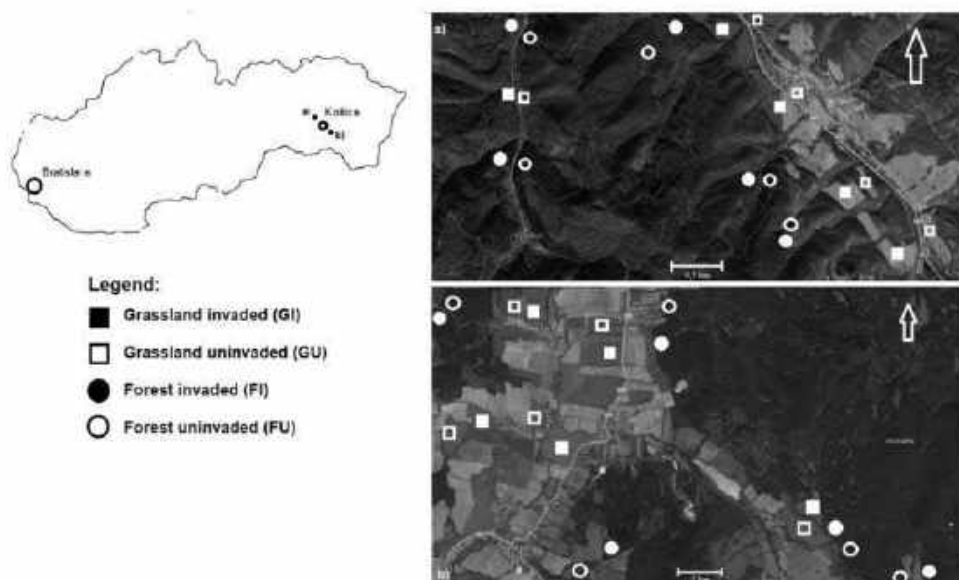 a)
Košice
b)
Bratislava
Legend:
Grassland invaded (GI)
Grassland uninvaded (GU)
Forest invaded (FI)
Forest uninvaded (FU)
a)
b)